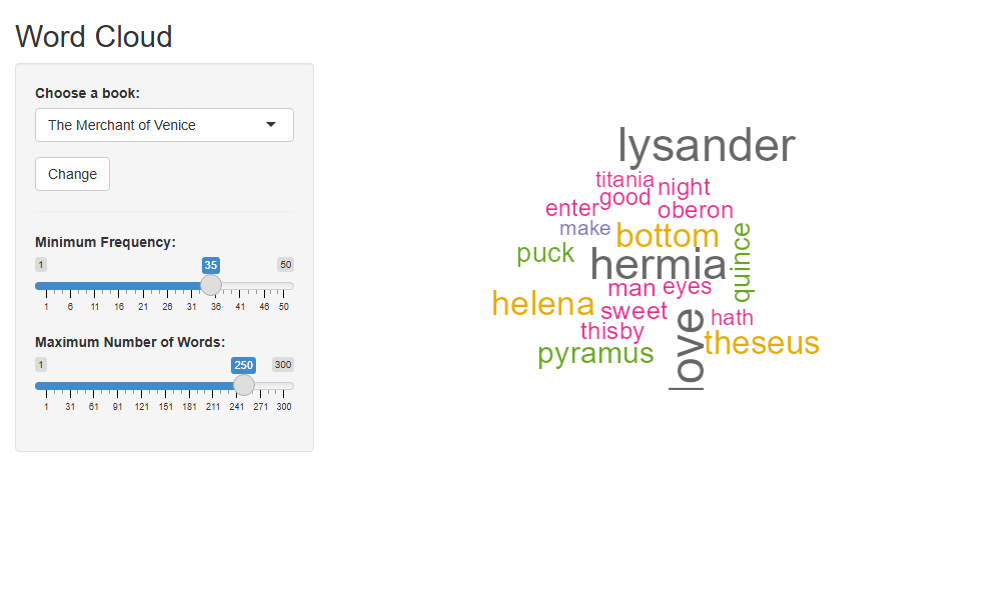 Word Cloud
Choose a book:
The Merchant of Venice
Change
Minimum Frequency:
1 35 50
1 6 11 16 21 26 31 36 41 46 50
Maximum Number of Words:
1 250 300
1 31 61 91 121 151 181 211 241 271 300
lysander
titania
night
good
enter
oberon
make
bottom
quince
puck
hermia
man
eyes
helena
sweet
love
hath
thisby
theseus
pyramus